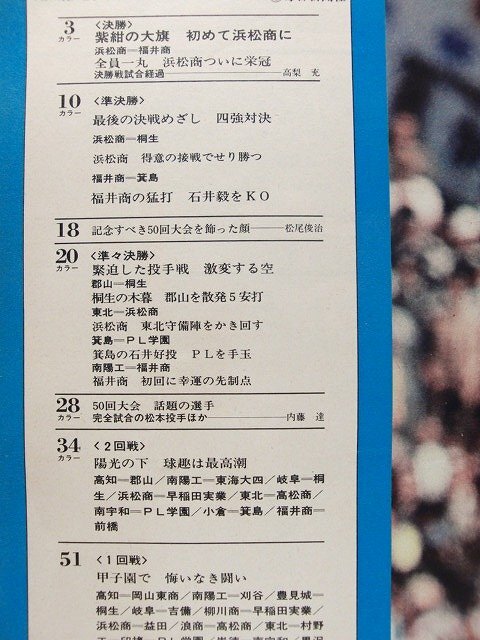 3
カラー
〈決勝〉
紫紺の大旗　初めて浜松商に
浜松商＝福井商
全員一丸　浜松商ついに栄冠
決勝戦試合経過―――高梨　充
10
カラー
〈準決勝〉
最後の決戦めざし　四強対決
浜松商＝桐生
浜松商　得意の接戦でせり勝つ
福井商＝箕島
福井商の猛打　石井毅をＫＯ
18
記念すべき50回大会を飾った顔―――松尾俊治
20
カラー
〈準々決勝〉
緊迫した投手戦　激変する空
郡山＝桐生
桐生の木暮　郡山を散発５安打
東北＝浜松商
浜松商　東北守備陣をかき回す
箕島＝ＰＬ学園
箕島の石井好投　ＰＬを手玉
南陽工＝福井商
福井商　初回に幸運の先制点
28
カラー
50回大会　話題の選手
完全試合の松本投手ほか―――内藤　達
34
カラー
〈２回戦〉
陽光の下　球趣は最高潮
高知＝郡山／南陽工＝東海大四／岐阜＝桐
生／浜松商＝早稲田実業／東北＝高松商／
南宇和＝ＰＬ学園／小倉＝箕島／福井商＝
前橋
51
〈１回戦〉
甲子園で　悔いなき闘い
高知＝岡山東商／南陽工＝刈谷／豊見城＝
桐生／岐阜＝吉備／柳川商＝早稲田実業／
浜松商＝益田／浪商＝高松商／東北＝村野